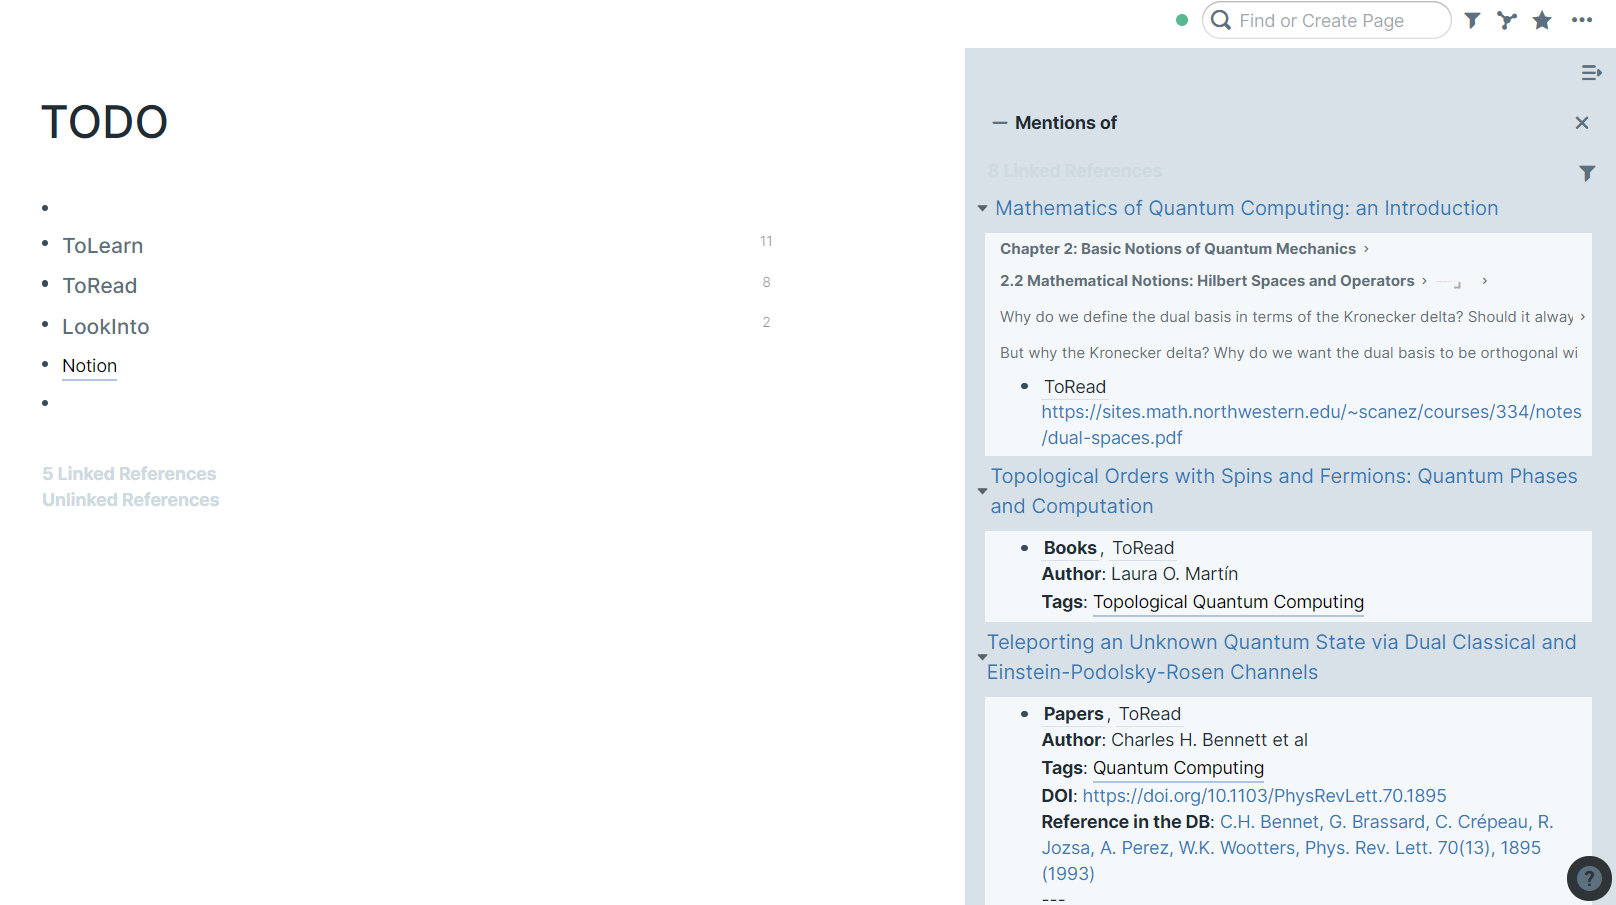 Find or Create Page
TODO
ToLearn 11
ToRead 8
LookInto 2
Notion
5 Linked References
Unlinked References
Mentions of
8 Linked References
Mathematics of Quantum Computing: an Introduction
Chapter 2: Basic Notions of Quantum Mechanics ›
2.2 Mathematical Notions: Hilbert Spaces and Operators › ›
Why do we define the dual basis in terms of the Kronecker delta? Should it alway ›
But why the Kronecker delta? Why do we want the dual basis to be orthogonal wi
ToRead
https://sites.math.northwestern.edu/~scanez/courses/334/notes
/dual-spaces.pdf
Topological Orders with Spins and Fermions: Quantum Phases
and Computation
Books, ToRead
Author: Laura O. Martín
Tags: Topological Quantum Computing
Teleporting an Unknown Quantum State via Dual Classical and
Einstein-Podolsky-Rosen Channels
Papers, ToRead
Author: Charles H. Bennett et al
Tags: Quantum Computing
DOI: https://doi.org/10.1103/PhysRevLett.70.1895
Reference in the DB: C.H. Bennet, G. Brassard, C. Crépeau, R.
Jozsa, A. Perez, W.K. Wootters, Phys. Rev. Lett. 70(13), 1895
(1993)
---
?